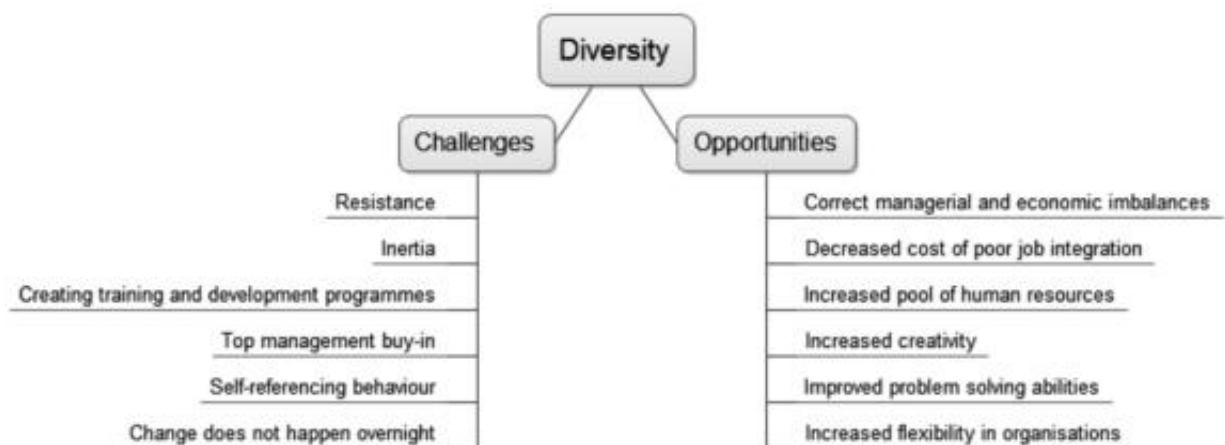 Diversity
Challenges
Opportunities
Resistance
Inertia
Creating training and development programmes
Top management buy-in
Self-referencing behaviour
Change does not happen overnight
Correct managerial and economic imbalances
Decreased cost of poor job integration
Increased pool of human resources
Increased creativity
Improved problem solving abilities
Increased flexibility in organisations